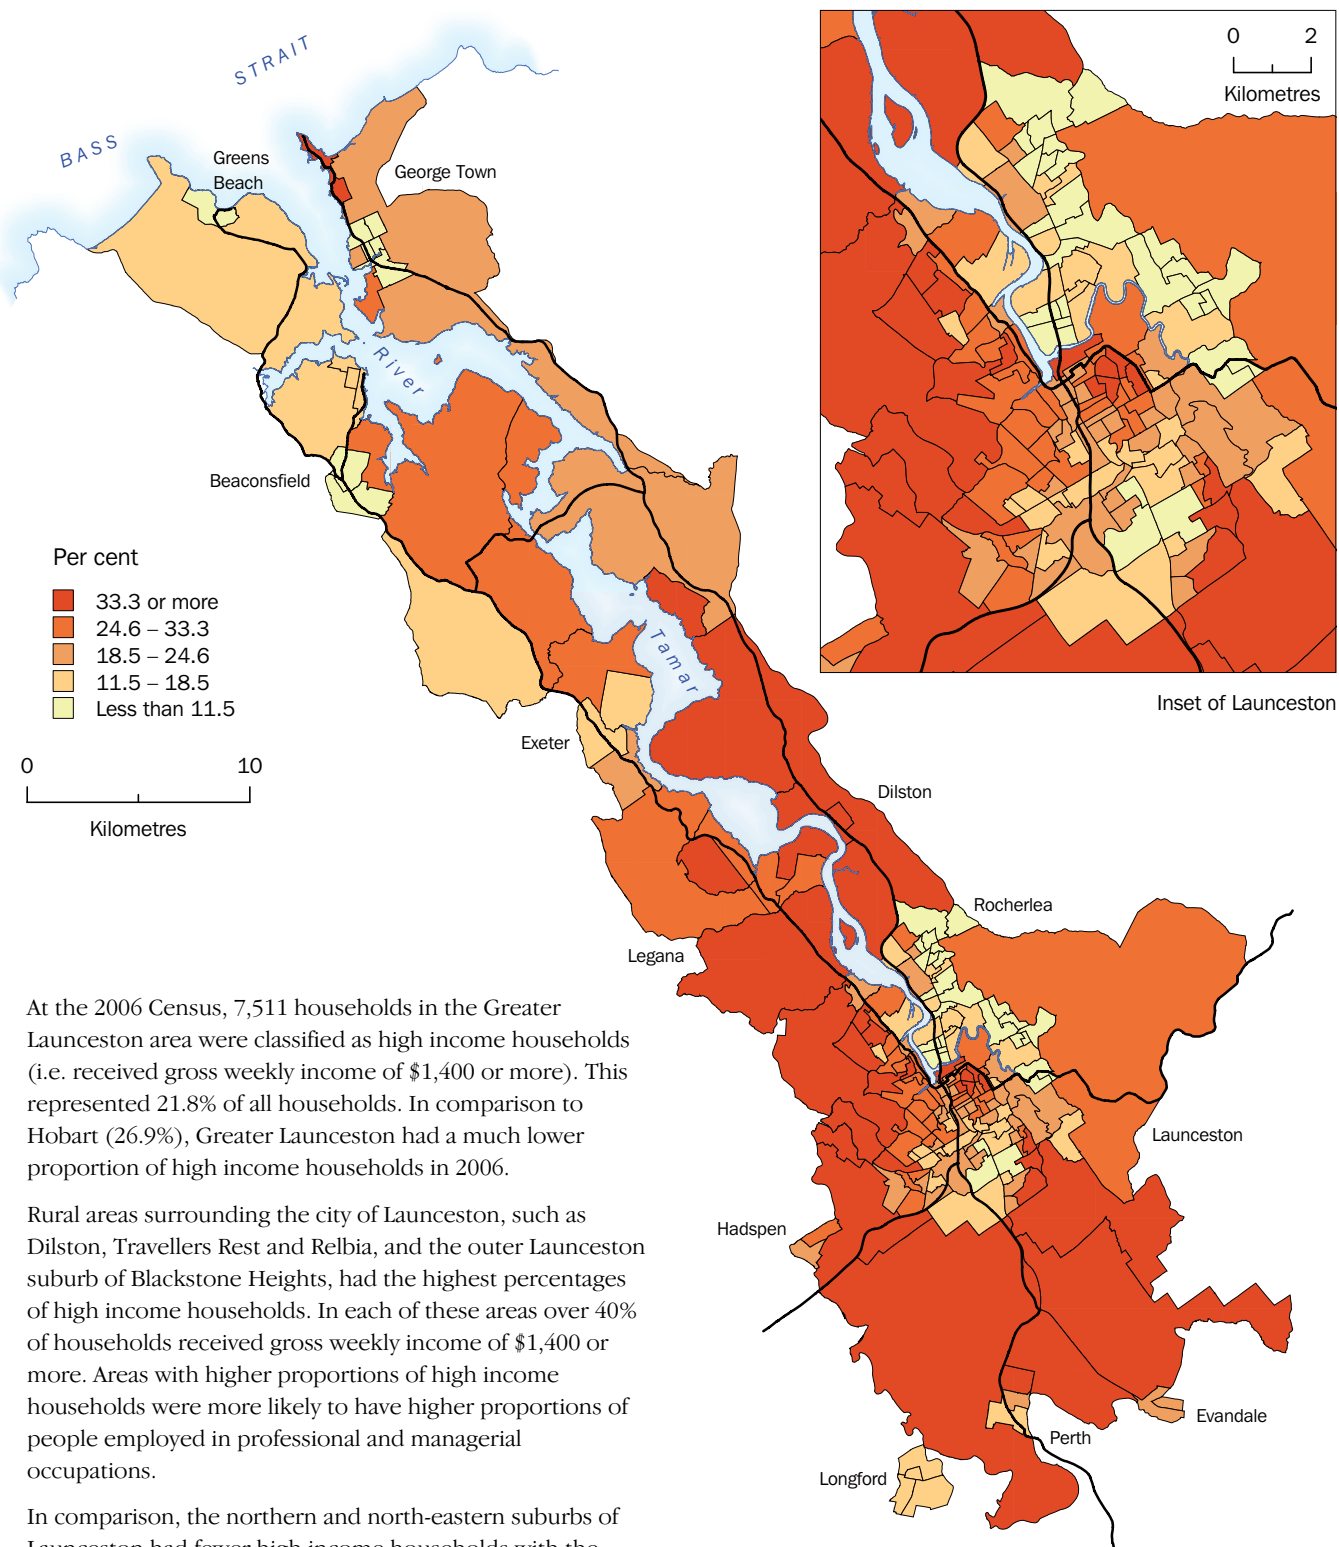 STRAIT
BASS
Greens
Beach
George Town
River
Beaconsfield
Per cent
33.3 or more
24.6 – 33.3
18.5 – 24.6
11.5 – 18.5
Less than 11.5
0 10
Kilometres
Tamar
Exeter
Dilston
Rocherlea
Legana
Launceston
Hadspen
Evandale
Perth
Longford
0 2
Kilometres
Inset of Launceston
At the 2006 Census, 7,511 households in the Greater
Launceston area were classified as high income households
(i.e. received gross weekly income of $1,400 or more). This
represented 21.8% of all households. In comparison to
Hobart (26.9%), Greater Launceston had a much lower
proportion of high income households in 2006.
Rural areas surrounding the city of Launceston, such as
Dilston, Travellers Rest and Relbia, and the outer Launceston
suburb of Blackstone Heights, had the highest percentages
of high income households. In each of these areas over 40%
of households received gross weekly income of $1,400 or
more. Areas with higher proportions of high income
households were more likely to have higher proportions of
people employed in professional and managerial
occupations.
In comparison, the northern and north-eastern suburbs of
Launceston had fewer high income households with the